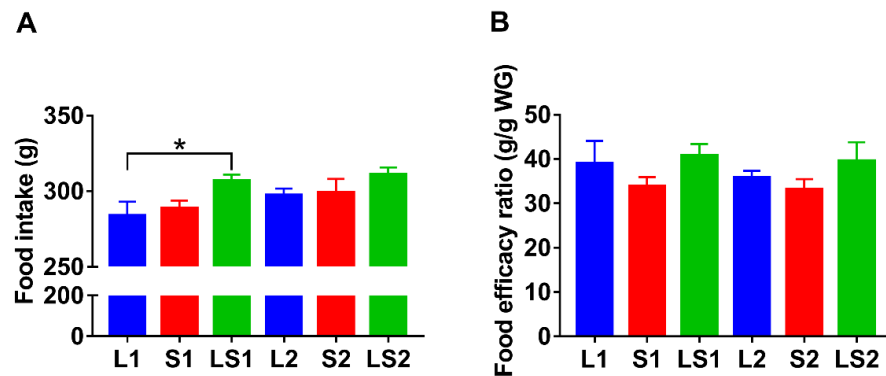 A
Food intake (g)
350
300
250
200
0
*
L1 S1 LS1 L2 S2 LS2
B
Food efficacy ratio (g/g WG)
50
40
30
20
10
0
L1 S1 LS1 L2 S2 LS2